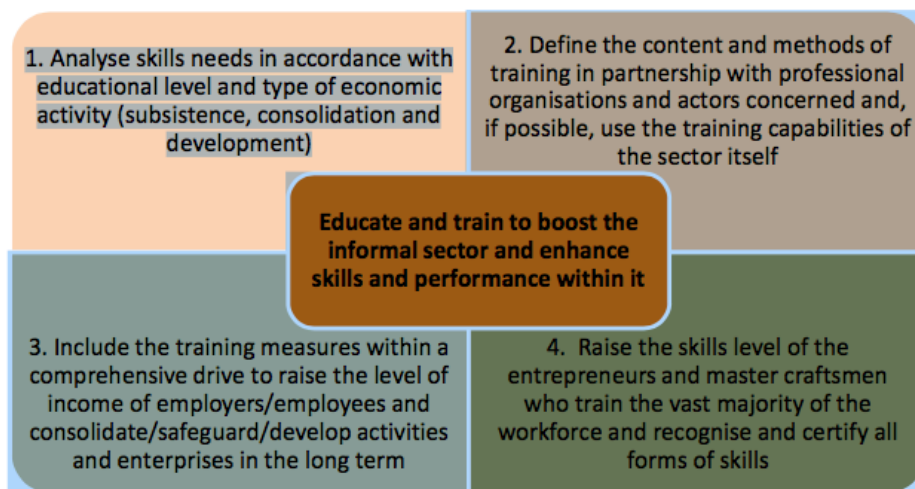 1. Analyse skills needs in accordance with
educational level and type of economic
activity (subsistence, consolidation and
development)
2. Define the content and methods of
training in partnership with professional
organisations and actors concerned and,
if possible, use the training capabilities of
the sector itself
Educate and train to boost the
informal sector and enhance
skills and performance within it
3. Include the training measures within a
comprehensive drive to raise the level of
income of employers/employees and
consolidate/safeguard/develop activities
and enterprises in the long term
4. Raise the skills level of the
entrepreneurs and master craftsmen
who train the vast majority of the
workforce and recognise and certify all
forms of skills